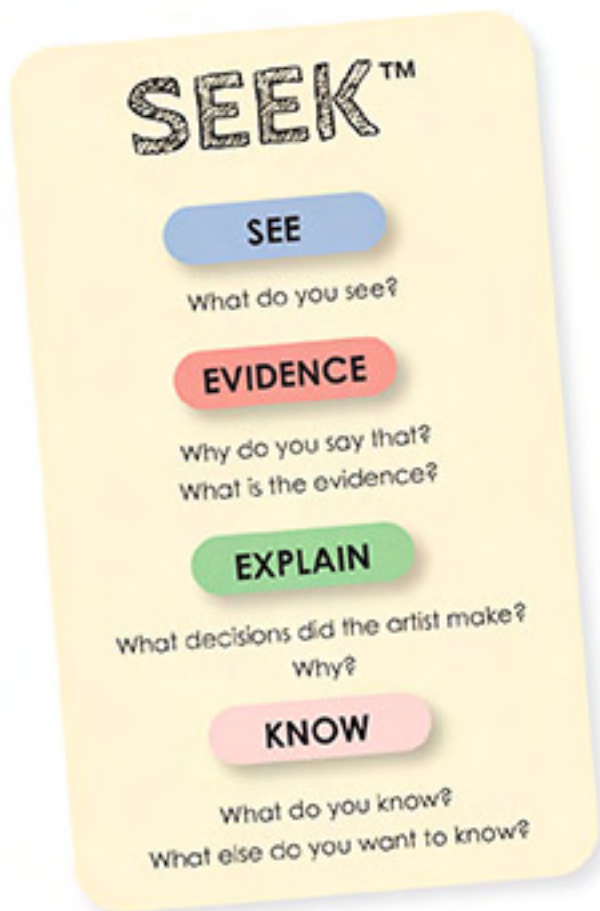 SEEK™
SEE
What do you see?
EVIDENCE
Why do you say that?
What is the evidence?
EXPLAIN
What decisions did the artist make?
Why?
KNOW
What do you know?
What else do you want to know?